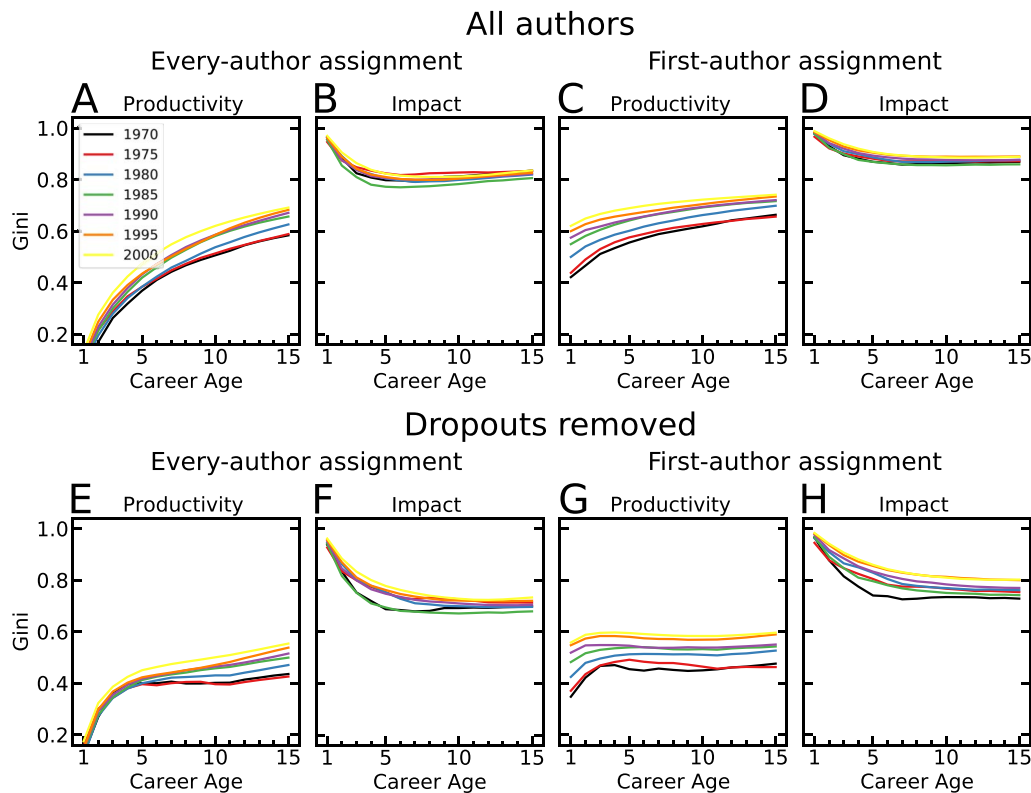 All authors
Every-author assignment First-author assignment
A Productivity B Impact C Productivity D Impact
1.0
0.8
0.6
0.4
0.2
Gini
1970
1975
1980
1985
1990
1995
2000
1 5 10 15 1 5 10 15 1 5 10 15 1 5 10 15
Career Age Career Age Career Age Career Age
Dropouts removed
Every-author assignment First-author assignment
E Productivity F Impact G Productivity H Impact
1.0
0.8
0.6
0.4
0.2
Gini
1 5 10 15 1 5 10 15 1 5 10 15 1 5 10 15
Career Age Career Age Career Age Career Age